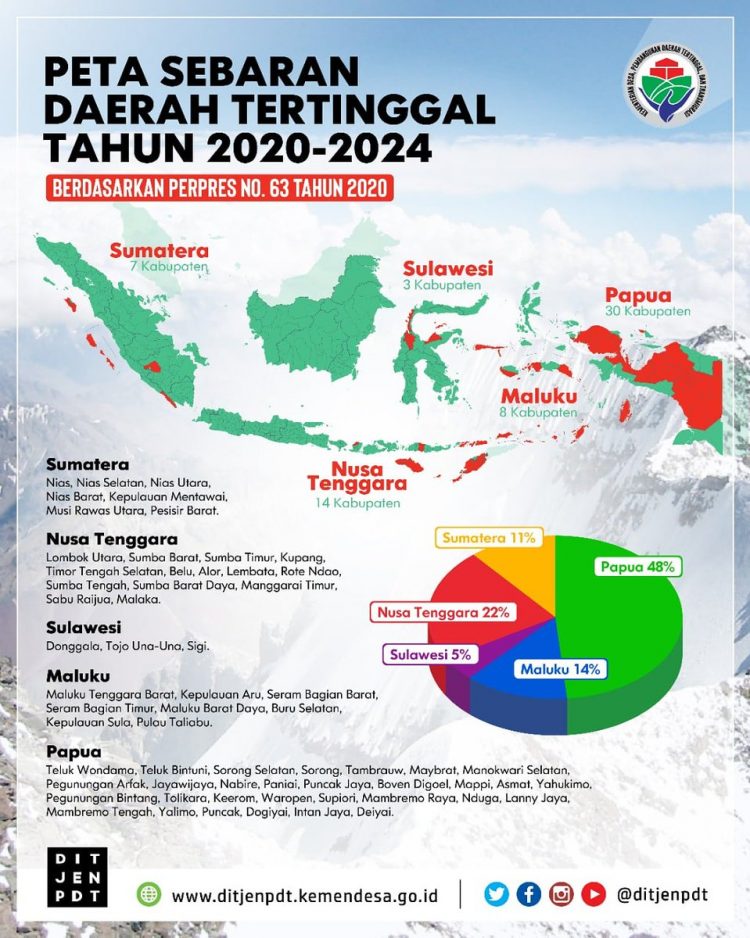 PETA SEBARAN
DAERAH TERTINGGAL
TAHUN 2020-2024
BERDASARKAN PERPRES NO. 63 TAHUN 2020
KEMENTERIAN DESA, PEMBANGUNAN DAERAH TERTINGGAL, DAN TRANSMIGRASI
Sumatera
7 Kabupaten
Sulawesi
3 Kabupaten
Papua
30 Kabupaten
Maluku
8 Kabupaten
Nusa
Tenggara
14 Kabupaten
Sumatera
Nias, Nias Selatan, Nias Utara,
Nias Barat, Kepulauan Mentawai,
Musi Rawas Utara, Pesisir Barat.
Nusa Tenggara
Lombok Utara, Sumba Barat, Sumba Timur, Kupang,
Timor Tengah Selatan, Belu, Alor, Lembata, Rote Ndao,
Sumba Tengah, Sumba Barat Daya, Manggarai Timur,
Sabu Raijua, Malaka.
Sulawesi
Donggala, Tojo Una-Una, Sigi.
Maluku
Maluku Tenggara Barat, Kepulauan Aru, Seram Bagian Barat,
Seram Bagian Timur, Maluku Barat Daya, Buru Selatan,
Kepulauan Sula, Pulau Taliabu.
Sumatera 11%
Papua 48%
Nusa Tenggara 22%
Sulawesi 5%
Maluku 14%
Papua
Teluk Wondama, Teluk Bintuni, Sorong Selatan, Sorong, Tambrauw, Maybrat, Manokwari Selatan,
Pegunungan Arfak, Jayawijaya, Nabire, Paniai, Puncak Jaya, Boven Digoel, Mappi, Asmat, Yahukimo,
Pegunungan Bintang, Tolikara, Keerom, Waropen, Supiori, Mambremo Raya, Nduga, Lanny Jaya,
Mambremo Tengah, Yalimo, Puncak, Dogiyai, Intan Jaya, Deiyai.
DIT
JEN
PDT
www.ditjenpdt.kemendesa.go.id
@ditjenpdt